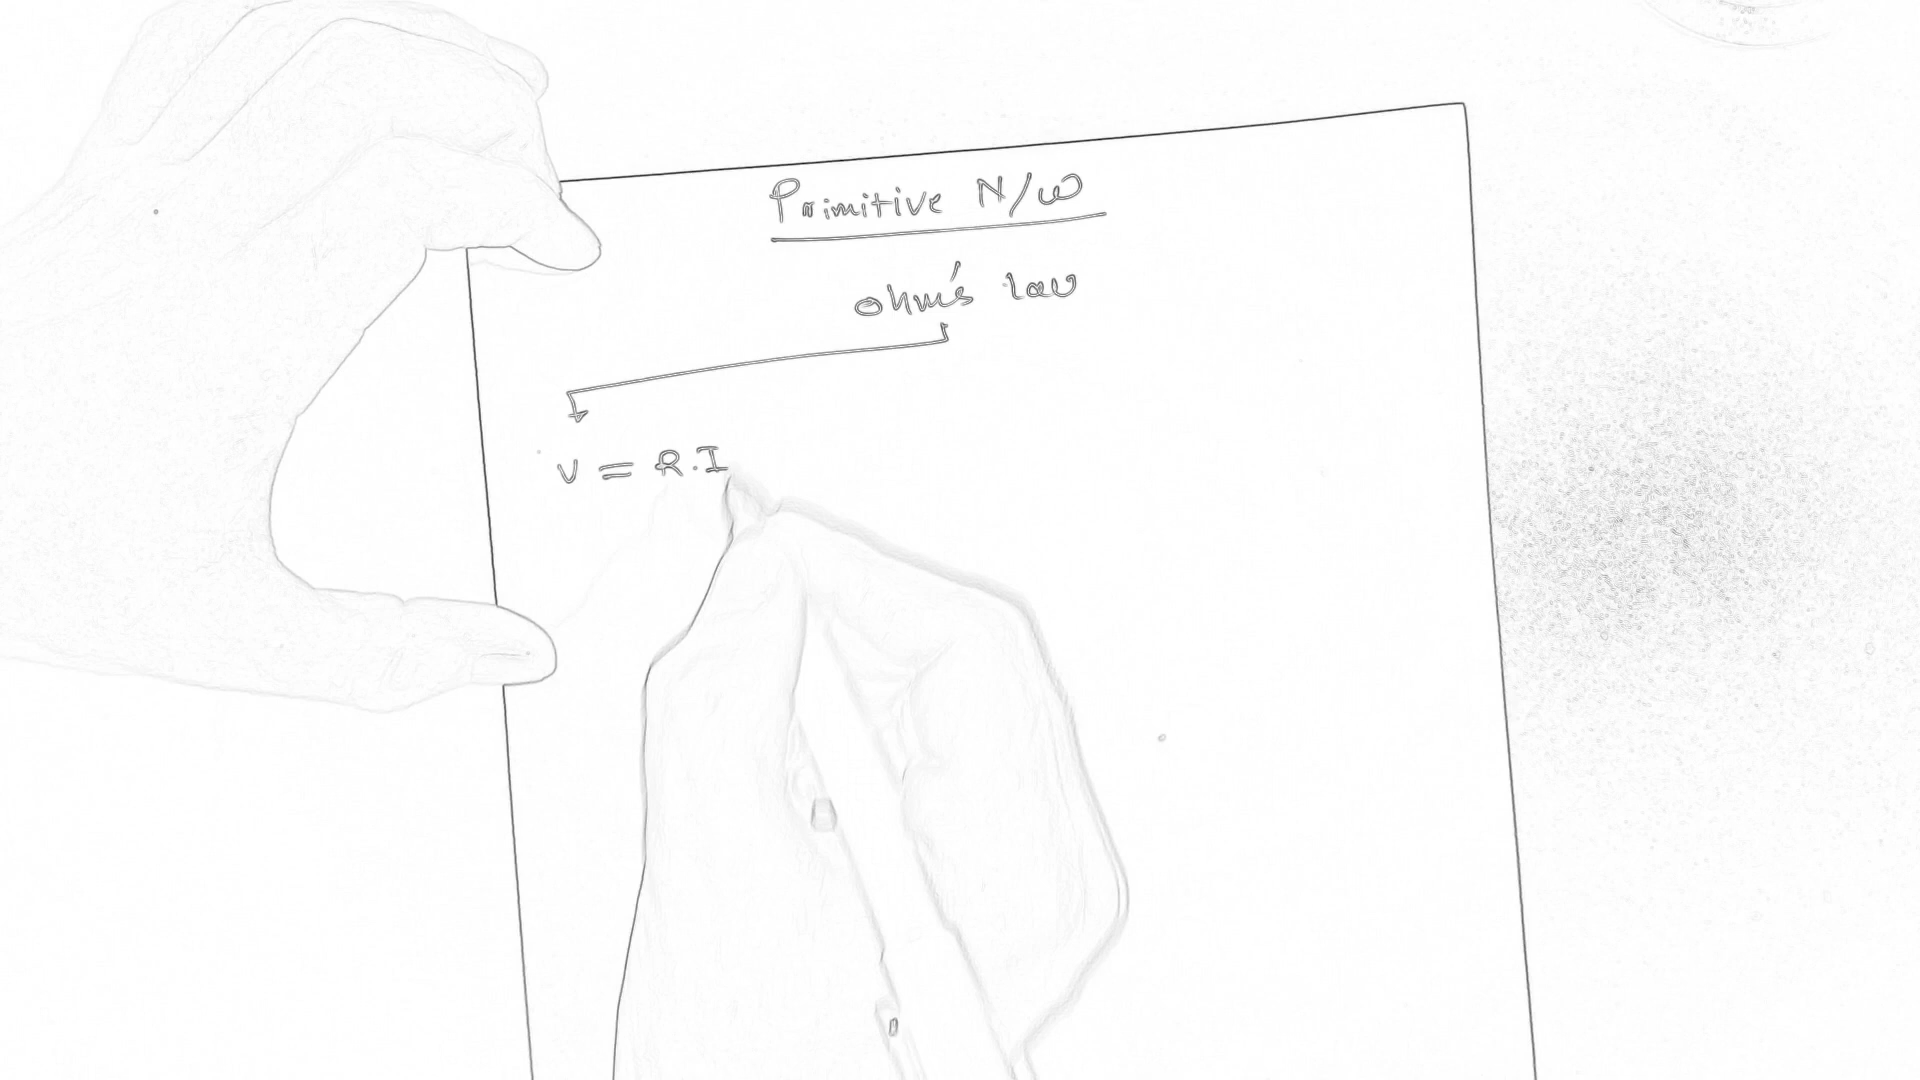 Primitive N/W
ohm's law
V = R.I